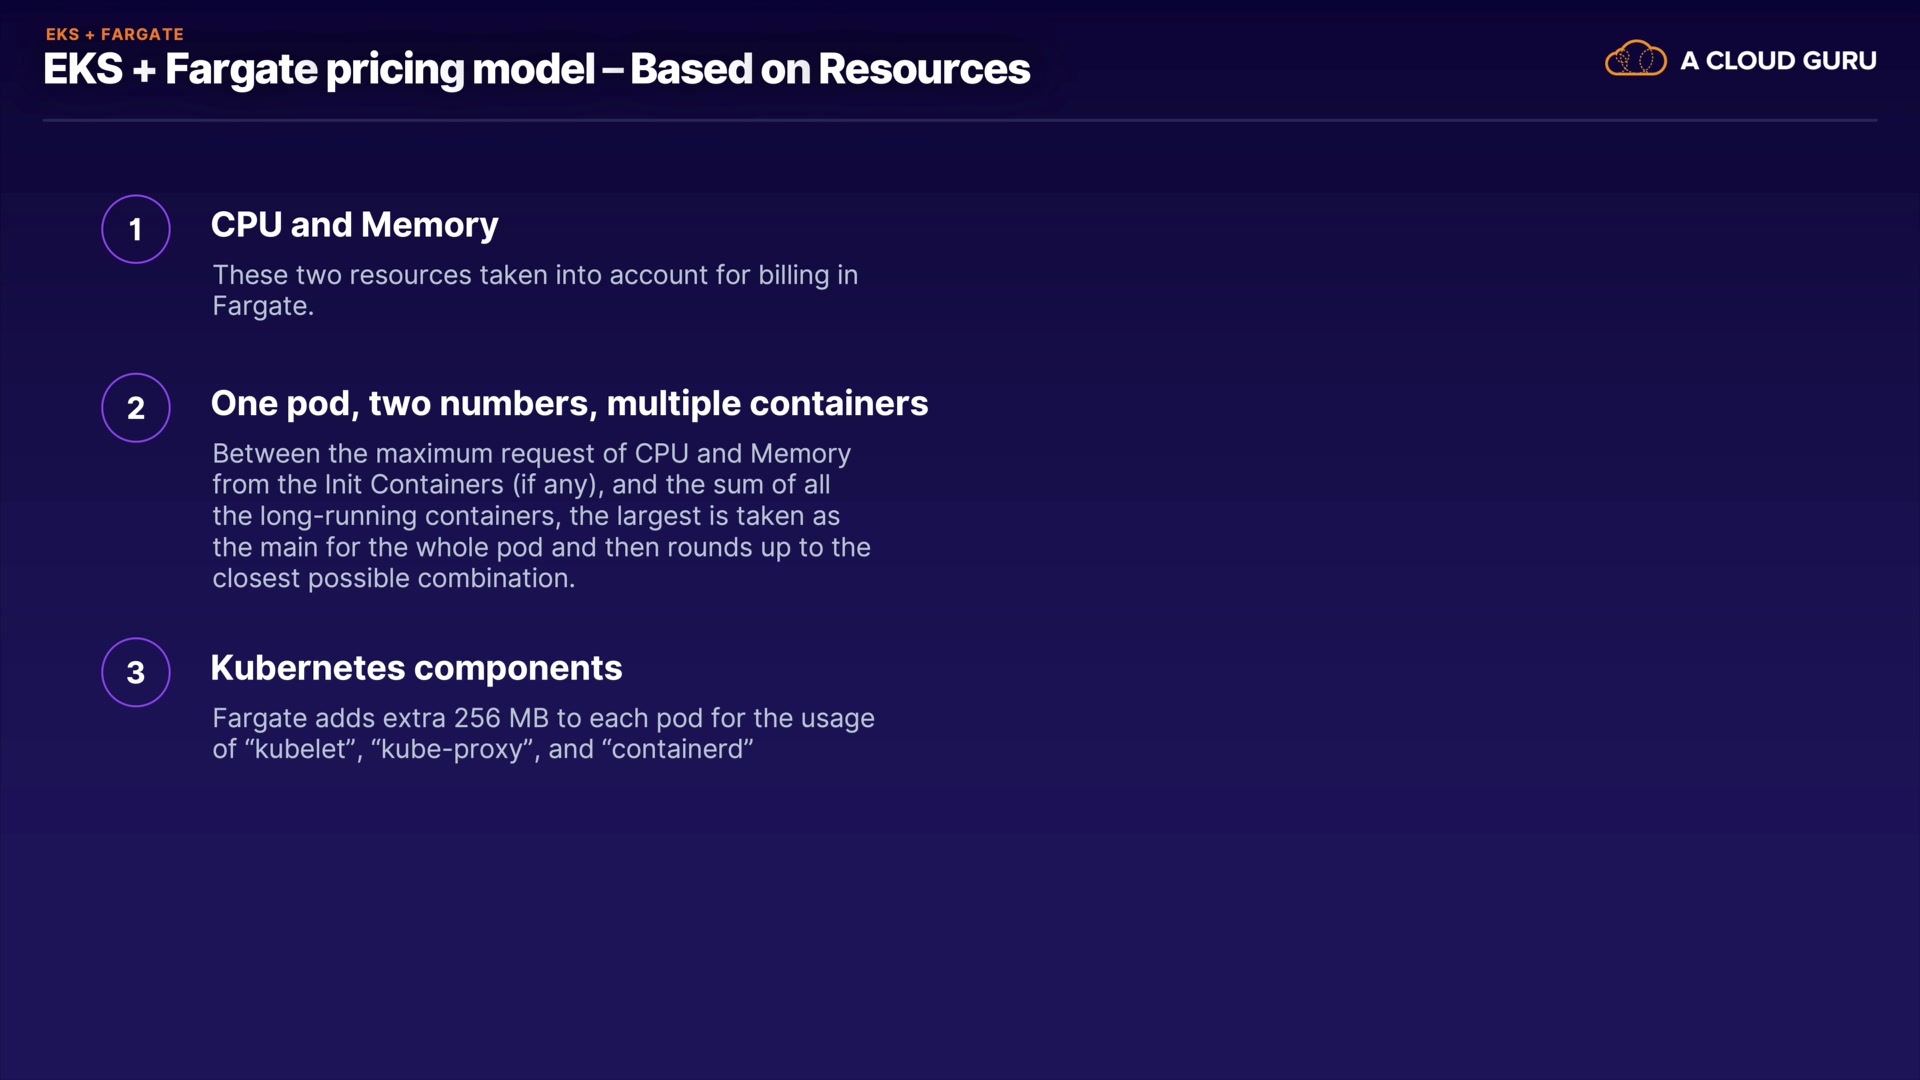 EKS + FARGATE
EKS + Fargate pricing model – Based on Resources
A CLOUD GURU
1
CPU and Memory
These two resources taken into account for billing in
Fargate.
2
One pod, two numbers, multiple containers
Between the maximum request of CPU and Memory
from the Init Containers (if any), and the sum of all
the long-running containers, the largest is taken as
the main for the whole pod and then rounds up to the
closest possible combination.
3
Kubernetes components
Fargate adds extra 256 MB to each pod for the usage
of “kubelet”, “kube-proxy”, and “containerd”